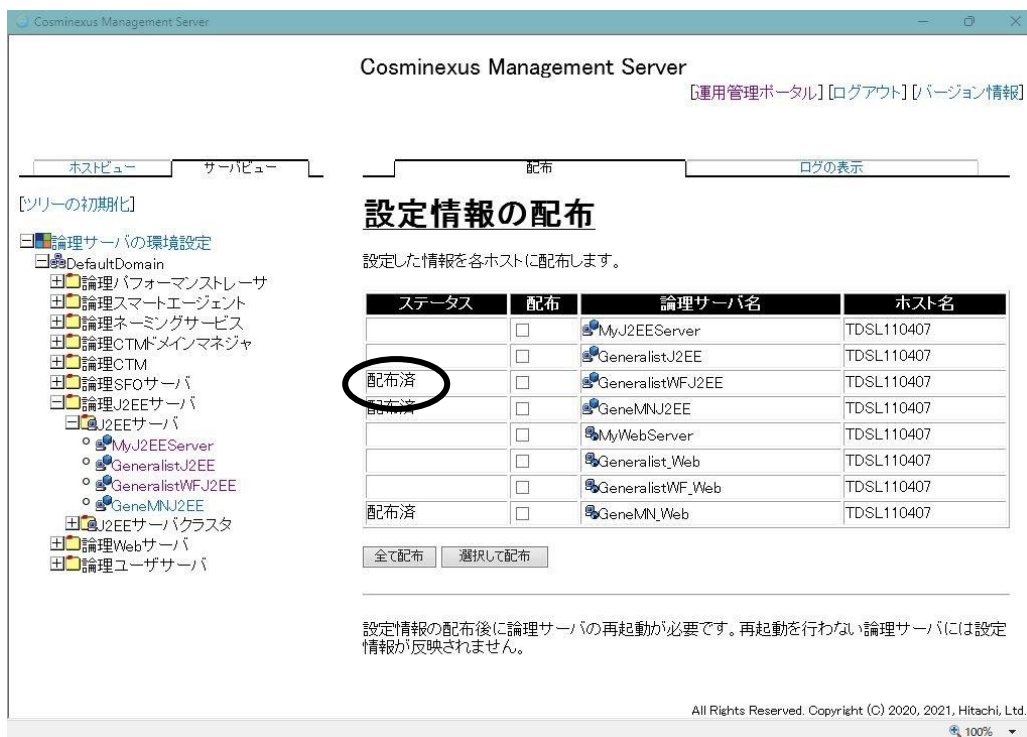 Cosminexus Management Server
Cosminexus Management Server
[運用管理ポータル] [ログアウト] [バージョン情報]
ホストビュー サーバビュー 配布 ログの表示
[ツリーの初期化]
論理サーバの環境設定
DefaultDomain
論理パフォーマンストレーサ
論理スマートエージェント
論理ネーミングサービス
論理CTMドメインマネジャ
論理CTM
論理SFOサーバ
論理J2EEサーバ
J2EEサーバ
MyJ2EEServer
GeneralistJ2EE
GeneralistWFJ2EE
GeneMNJ2EE
J2EEサーバクラスタ
論理Webサーバ
論理ユーザサーバ
設定情報の配布
設定した情報を各ホストに配布します。
ステータス 配布 論理サーバ名 ホスト名
MyJ2EEServer TDSL110407
GeneralistJ2EE TDSL110407
配布済 GeneralistWFJ2EE TDSL110407
配布済 GeneMNJ2EE TDSL110407
MyWebServer TDSL110407
Generalist_Web TDSL110407
GeneralistWF_Web TDSL110407
配布済 GeneMN_Web TDSL110407
全て配布 選択して配布
設定情報の配布後に論理サーバの再起動が必要です。再起動を行わない論理サーバには設定
情報が反映されません。
All Rights Reserved. Copyright (C) 2020, 2021, Hitachi, Ltd.
100%